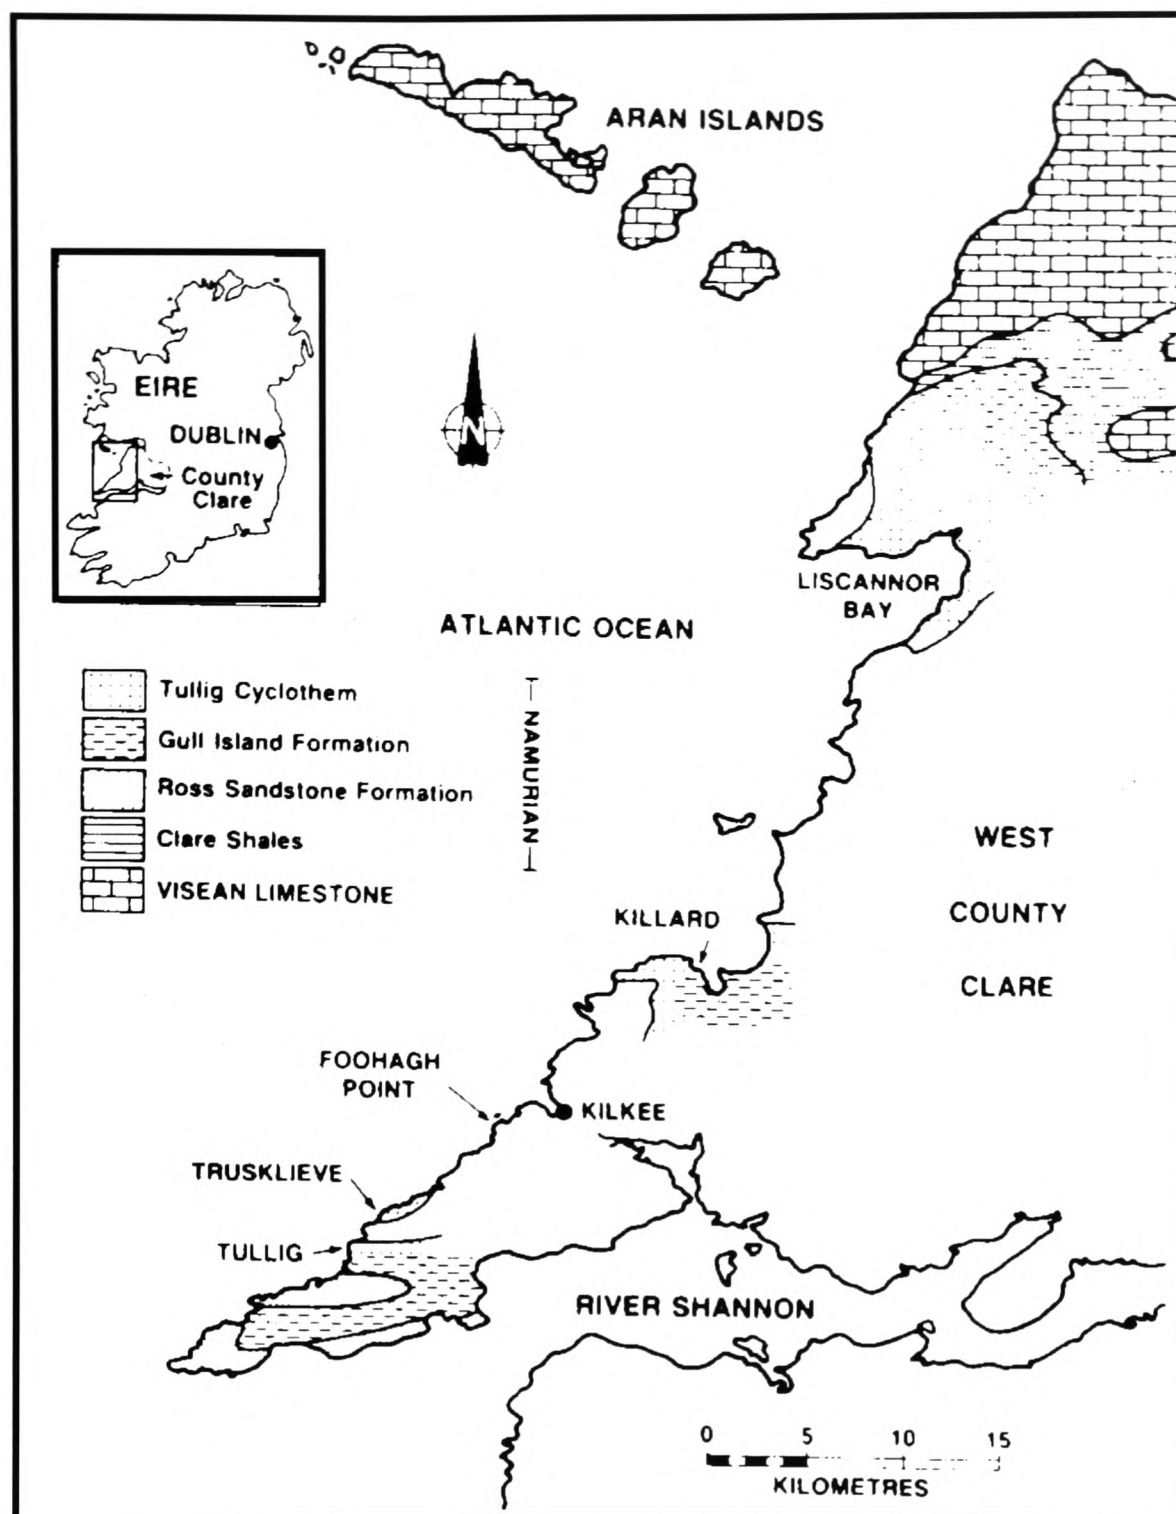 ARAN ISLANDS
EIRE
DUBLIN
County
Clare
N
LISCANNOR
BAY
ATLANTIC OCEAN
Tullig Cyclothem
Gull Island Formation
Ross Sandstone Formation
Clare Shales
VISEAN LIMESTONE
NAMURIAN
WEST
COUNTY
CLARE
KILLARD
FOOHAGH
POINT
KILKEE
TRUSKLIEVE
TULLIG
RIVER SHANNON
0 5 10 15
KILOMETRES